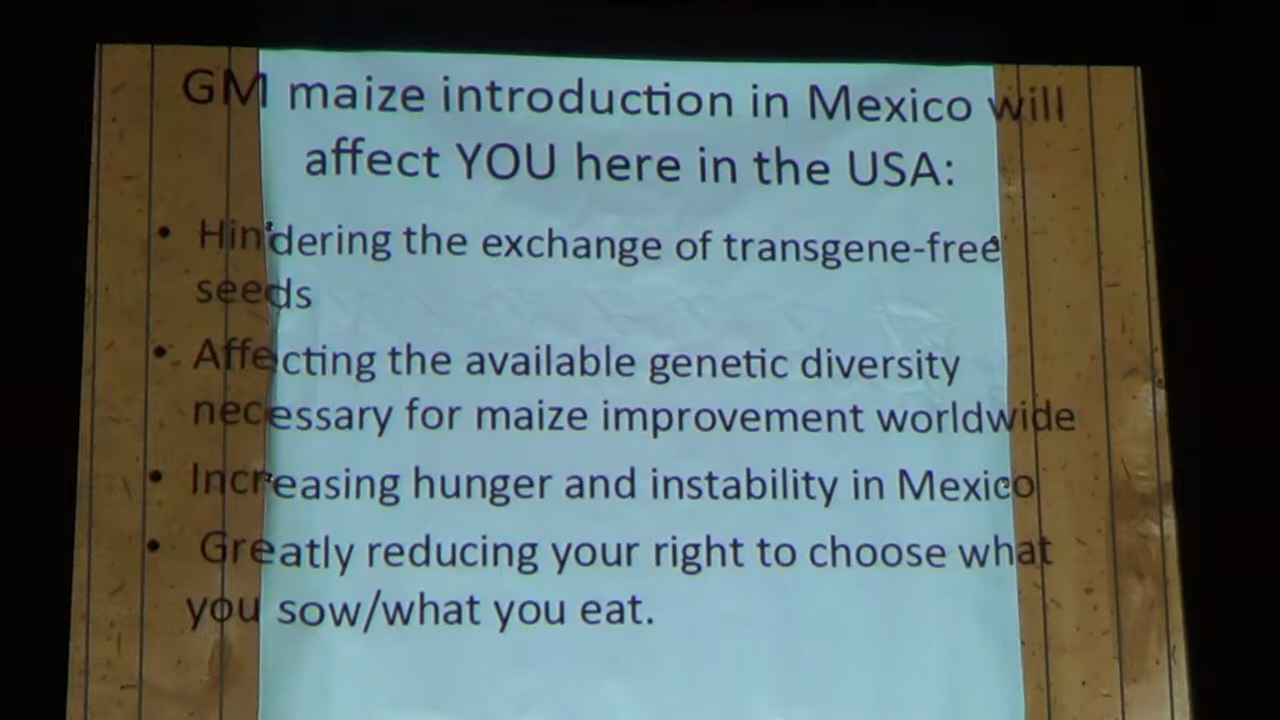 GM maize introduction in Mexico will
affect YOU here in the USA:
• Hindering the exchange of transgene-free
seeds
• Affecting the available genetic diversity
necessary for maize improvement worldwide
• Increasing hunger and instability in Mexico
• Greatly reducing your right to choose what
you sow/what you eat.